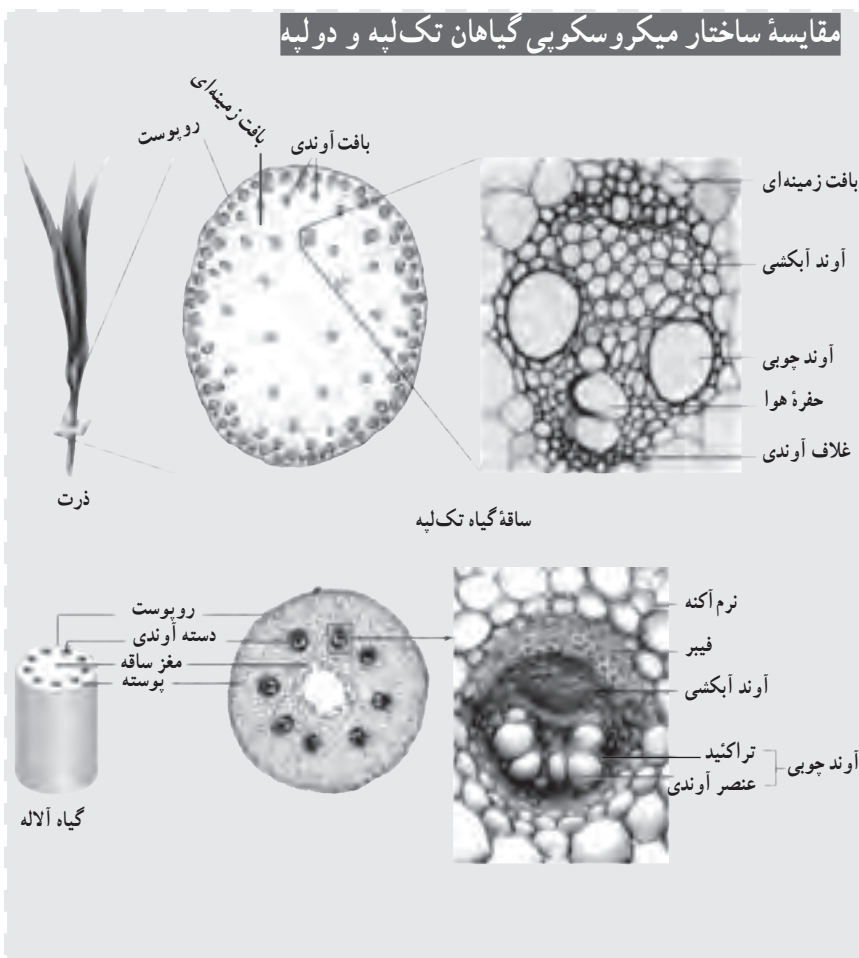 مقایسهٔ ساختار میکروسکوپی گیاهان تک‌لپه و دولپه
روپوست
بافت زمینه‌ای
بافت آوندی
بافت زمینه‌ای
آوند آبکشی
آوند چوبی
حفرهٔ هوا
غلاف آوندی
ذرت
ساقهٔ گیاه تک‌لپه
روپوست
دسته آوندی
مغز ساقه
پوسته
نرم آکنه
فیبر
آوند آبکشی
تراکئید
عنصر آوندی
آوند چوبی
گیاه آلاله